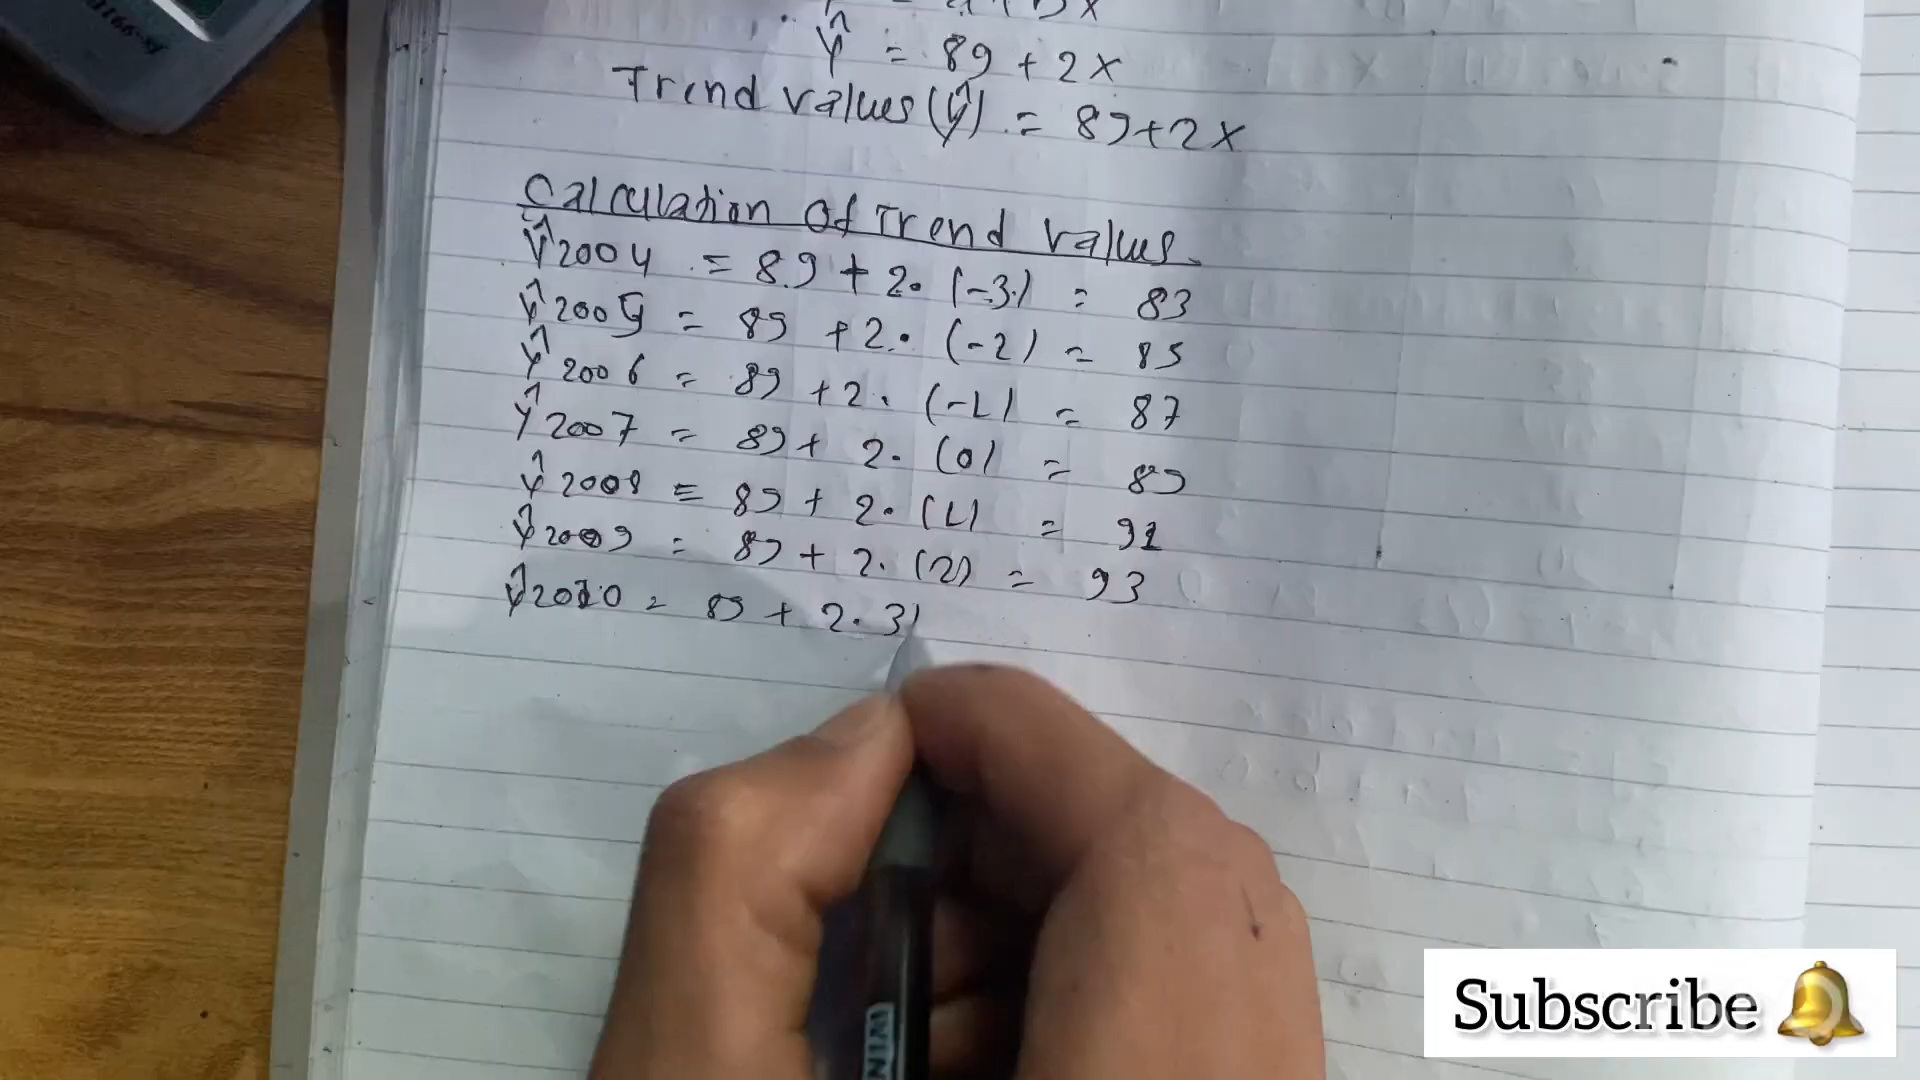 Ŷ = 89 + 2x
Trend values (Ŷ) = 89+2x
Calculation of Trend values.
Ŷ2004 = 89 + 2. (-3) = 83
Ŷ2005 = 89 + 2. (-2) = 85
Ŷ2006 = 89 + 2. (-1) = 87
Ŷ2007 = 89 + 2. (0) = 89
Ŷ2008 = 89 + 2. (1) = 91
Ŷ2009 = 89 + 2. (2) = 93
Ŷ2010 = 89 + 2.3)
WIN
Subscribe